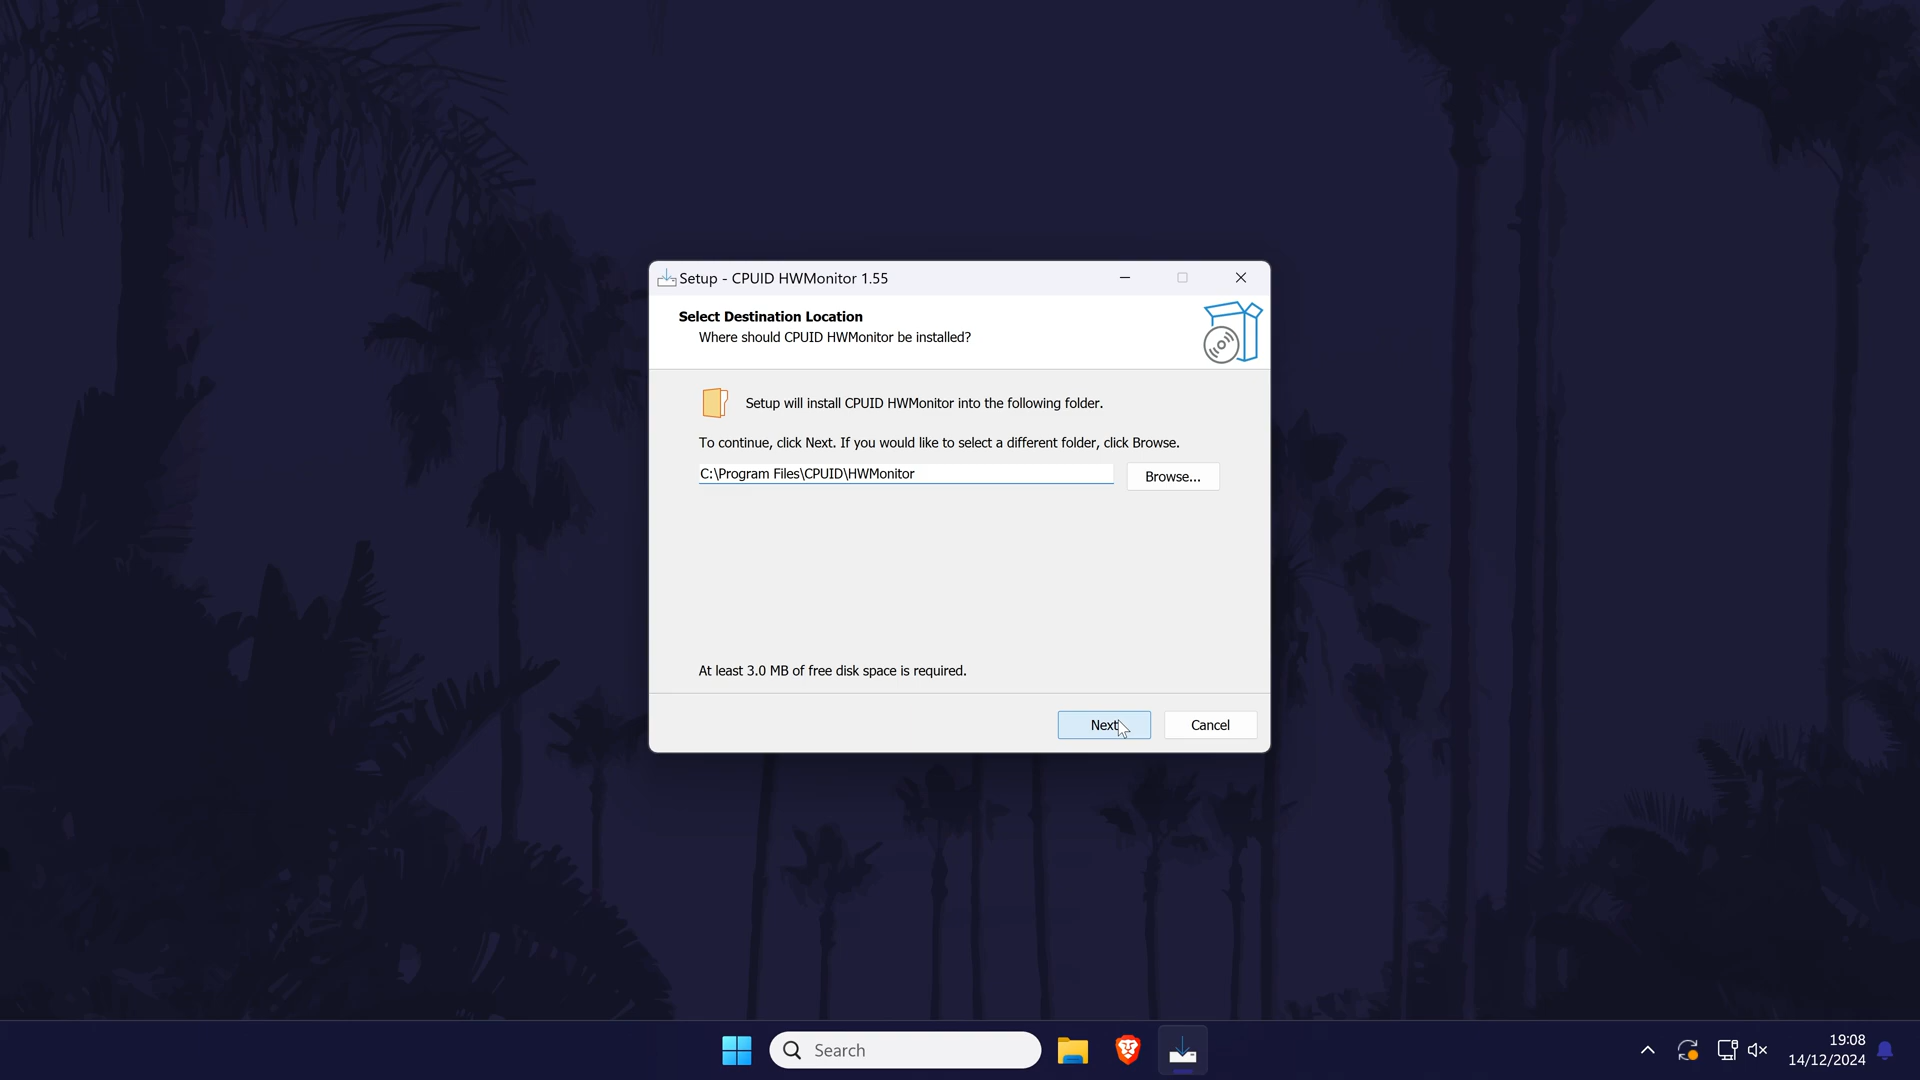 Setup - CPUID HWMonitor 1.55
Select Destination Location
Where should CPUID HWMonitor be installed?
Setup will install CPUID HWMonitor into the following folder.
To continue, click Next. If you would like to select a different folder, click Browse.
C:\Program Files\CPUID\HWMonitor
Browse...
At least 3.0 MB of free disk space is required.
Next
Cancel
Search
19:08
14/12/2024